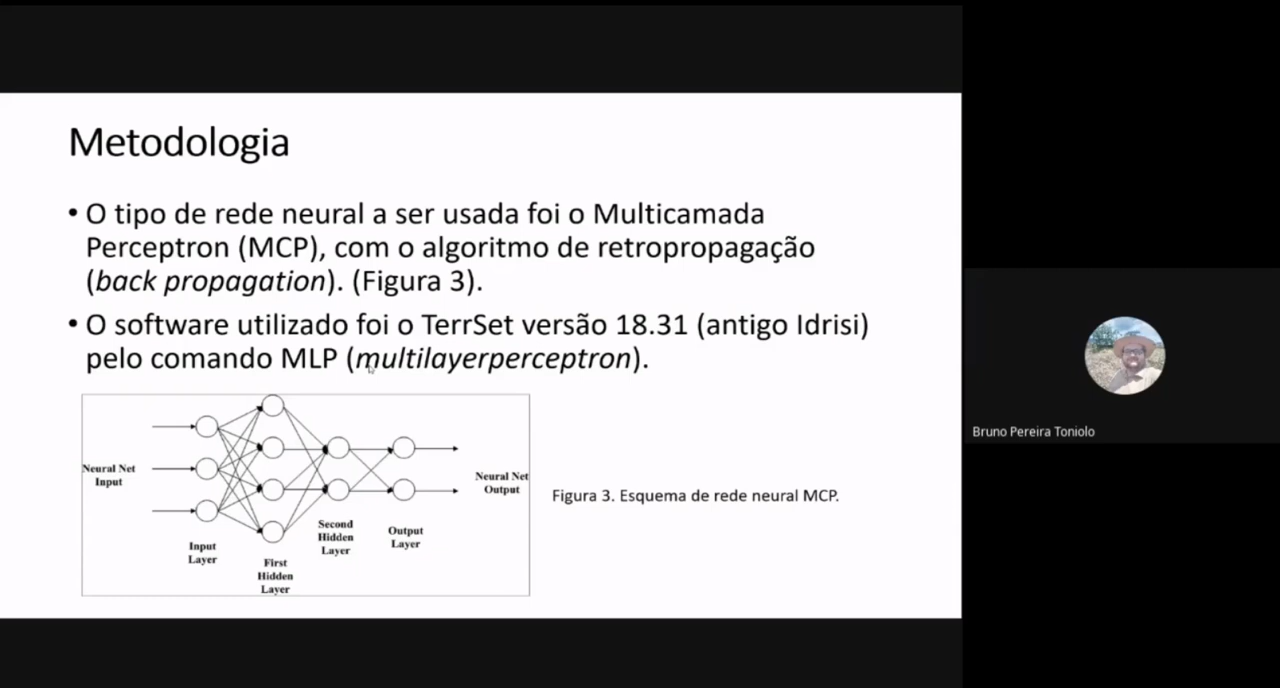 Metodologia
• O tipo de rede neural a ser usada foi o Multicamada
Perceptron (MCP), com o algoritmo de retropropagação
(back propagation). (Figura 3).
• O software utilizado foi o TerrSet versão 18.31 (antigo Idrisi)
pelo comando MLP (multilayerperceptron).
Neural Net
Input
Input
Layer
First
Hidden
Layer
Second
Hidden
Layer
Output
Layer
Neural Net
Output
Figura 3. Esquema de rede neural MCP.
Bruno Pereira Toniolo